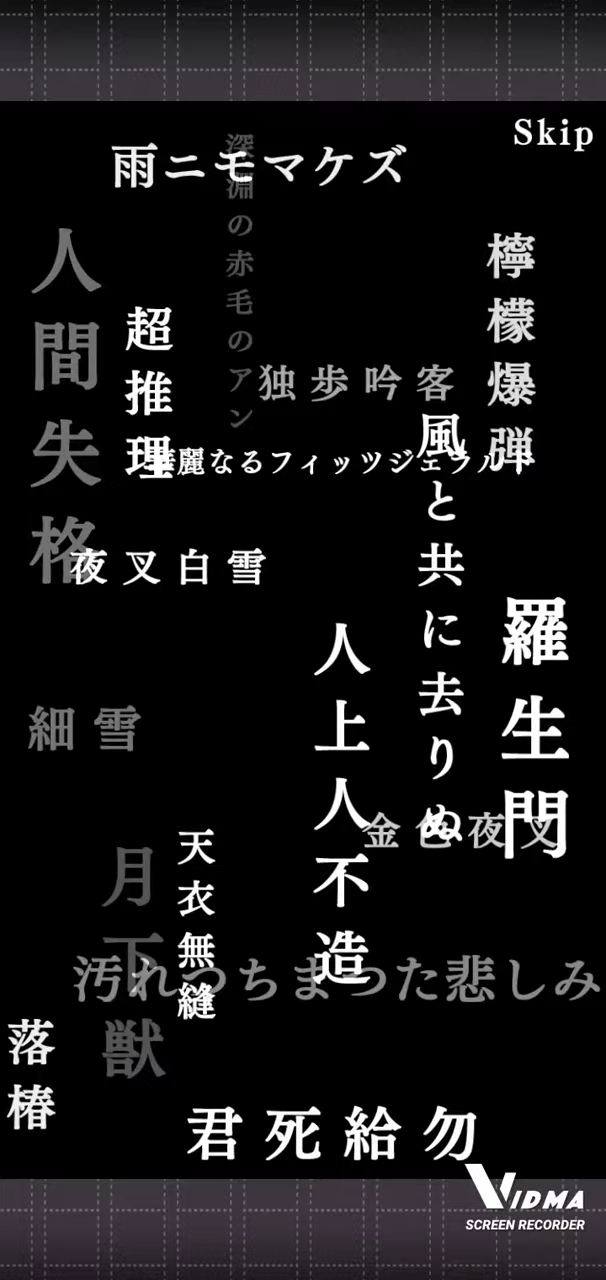 Skip
雨ニモマケズ
深淵の赤毛のアン
人間失格
檸檬爆弾
超推理
独歩吟客
風と共に去りぬ
華麗なるフィッツジェラルド
夜叉白雪
羅生門
人上人不造
細雪
金色夜叉
天衣無縫
月下獣
汚れつちまつた悲しみ
落椿
君死給勿
VIDMA
SCREEN RECORDER